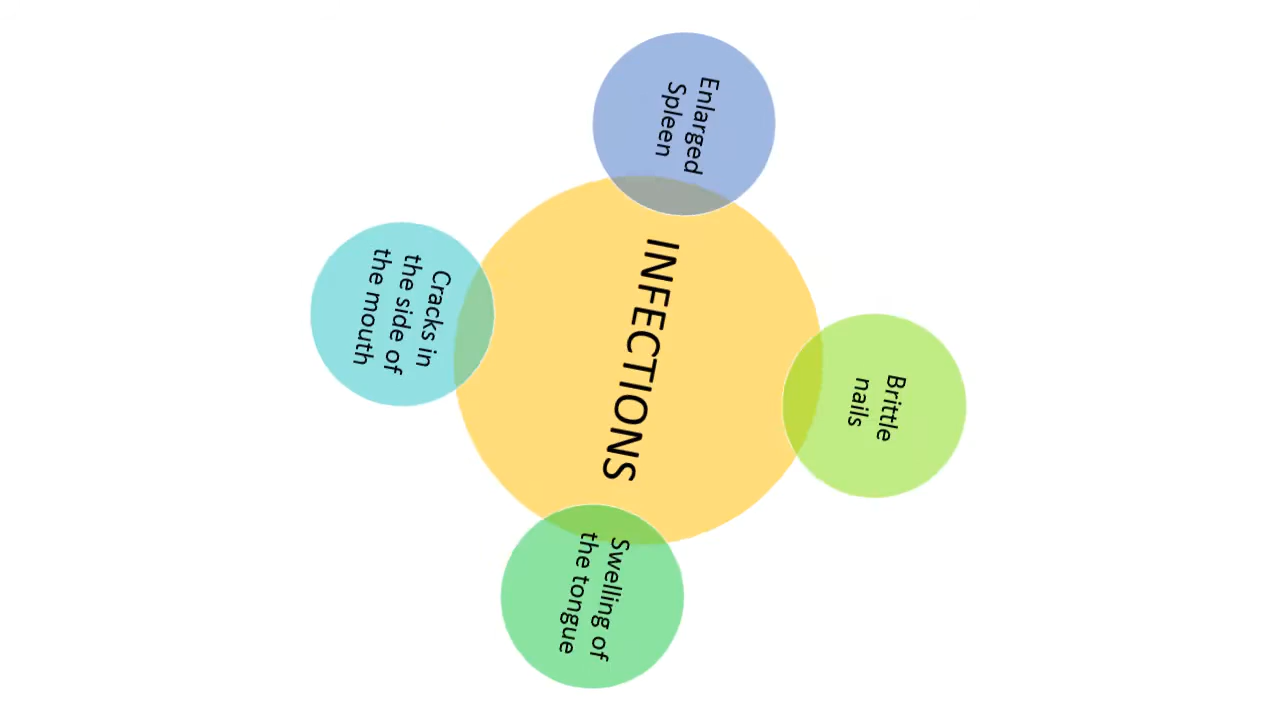 Brittle
nails
Enlarged
Spleen
INFECTIONS
Swelling of
the tongue
Cracks in
the side of
the mouth